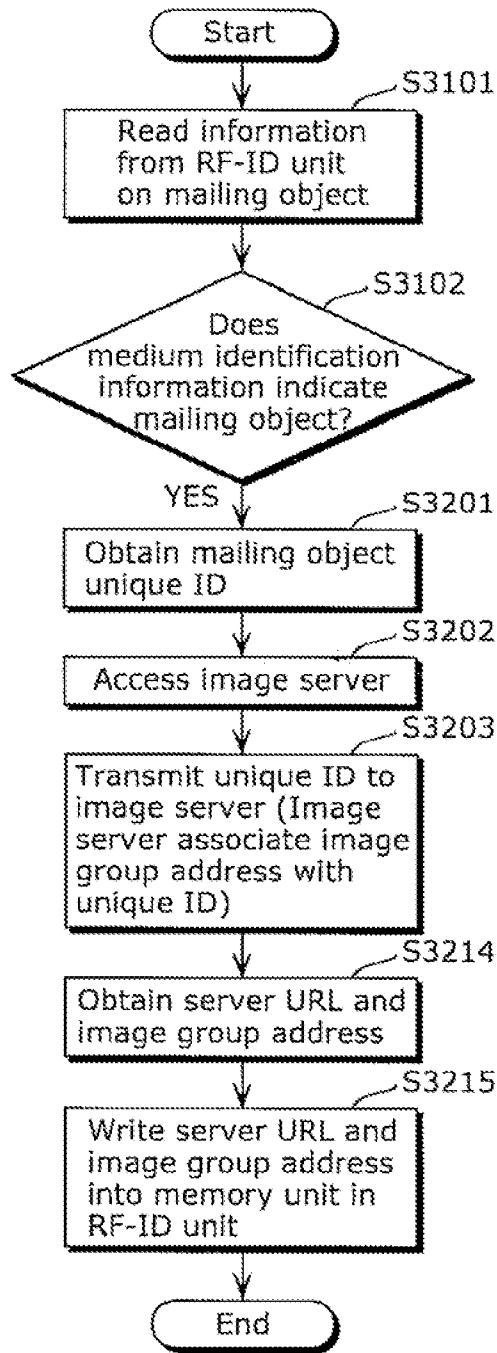 Start
S3101
Read information
from RF-ID unit
on mailing object
S3102
Does
medium identification
information indicate
mailing object?
YES
S3201
Obtain mailing object
unique ID
S3202
Access image server
S3203
Transmit unique ID to
image server (Image
server associate image
group address with
unique ID)
S3214
Obtain server URL and
image group address
S3215
Write server URL and
image group address
into memory unit in
RF-ID unit
End